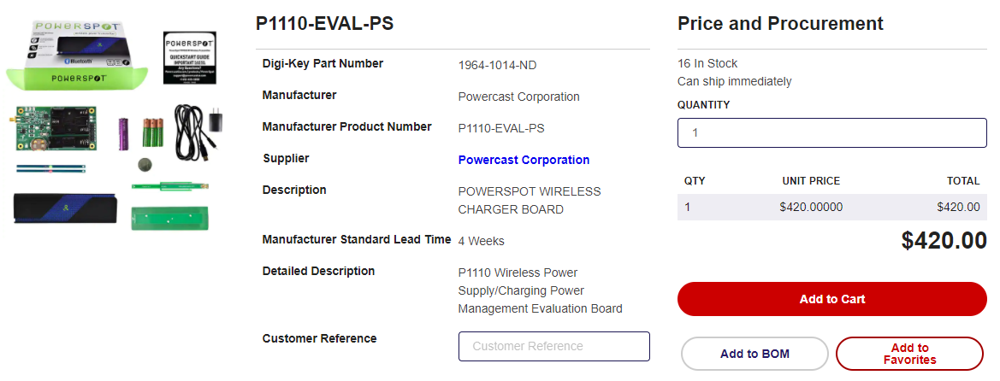 POWERSPOT
Bluetooth
POWERSPOT
POWERSPOT
QUICKSTART GUIDE
P1110-EVAL-PS
Digi-Key Part Number
1964-1014-ND
Manufacturer
Powercast Corporation
Manufacturer Product Number
P1110-EVAL-PS
Supplier
Powercast Corporation
Description
POWERSPOT WIRELESS
CHARGER BOARD
Manufacturer Standard Lead Time
4 Weeks
Detailed Description
P1110 Wireless Power
Supply/Charging Power
Management Evaluation Board
Customer Reference
Customer Reference
Price and Procurement
16 In Stock
Can ship immediately
QUANTITY
1
QTY UNIT PRICE TOTAL
1 $420.00000 $420.00
$420.00
Add to Cart
Add to BOM
Add to
Favorites